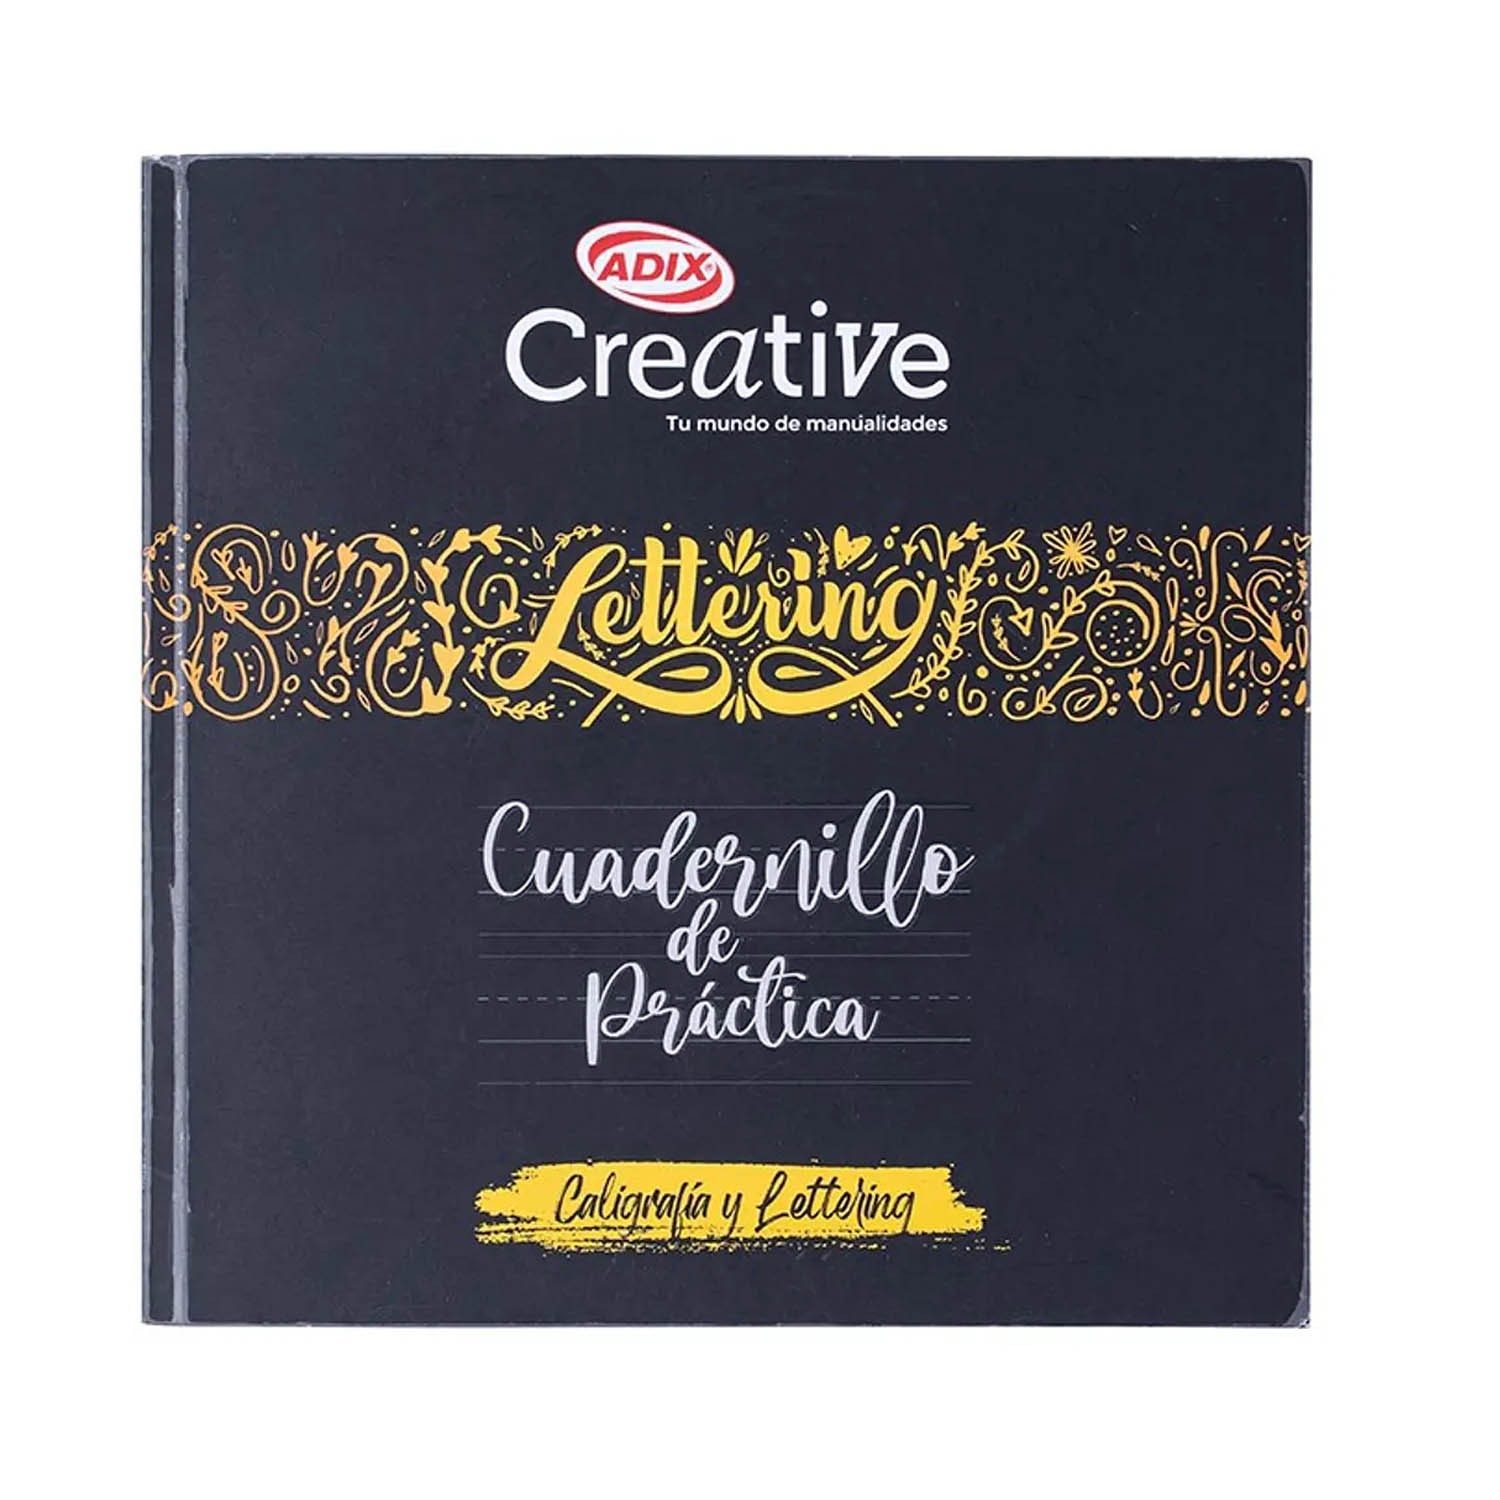 ADIX®
Creative
Tu mundo de manualidades
Lettering
Cuadernillo
de
Práctica
Caligrafía y Lettering